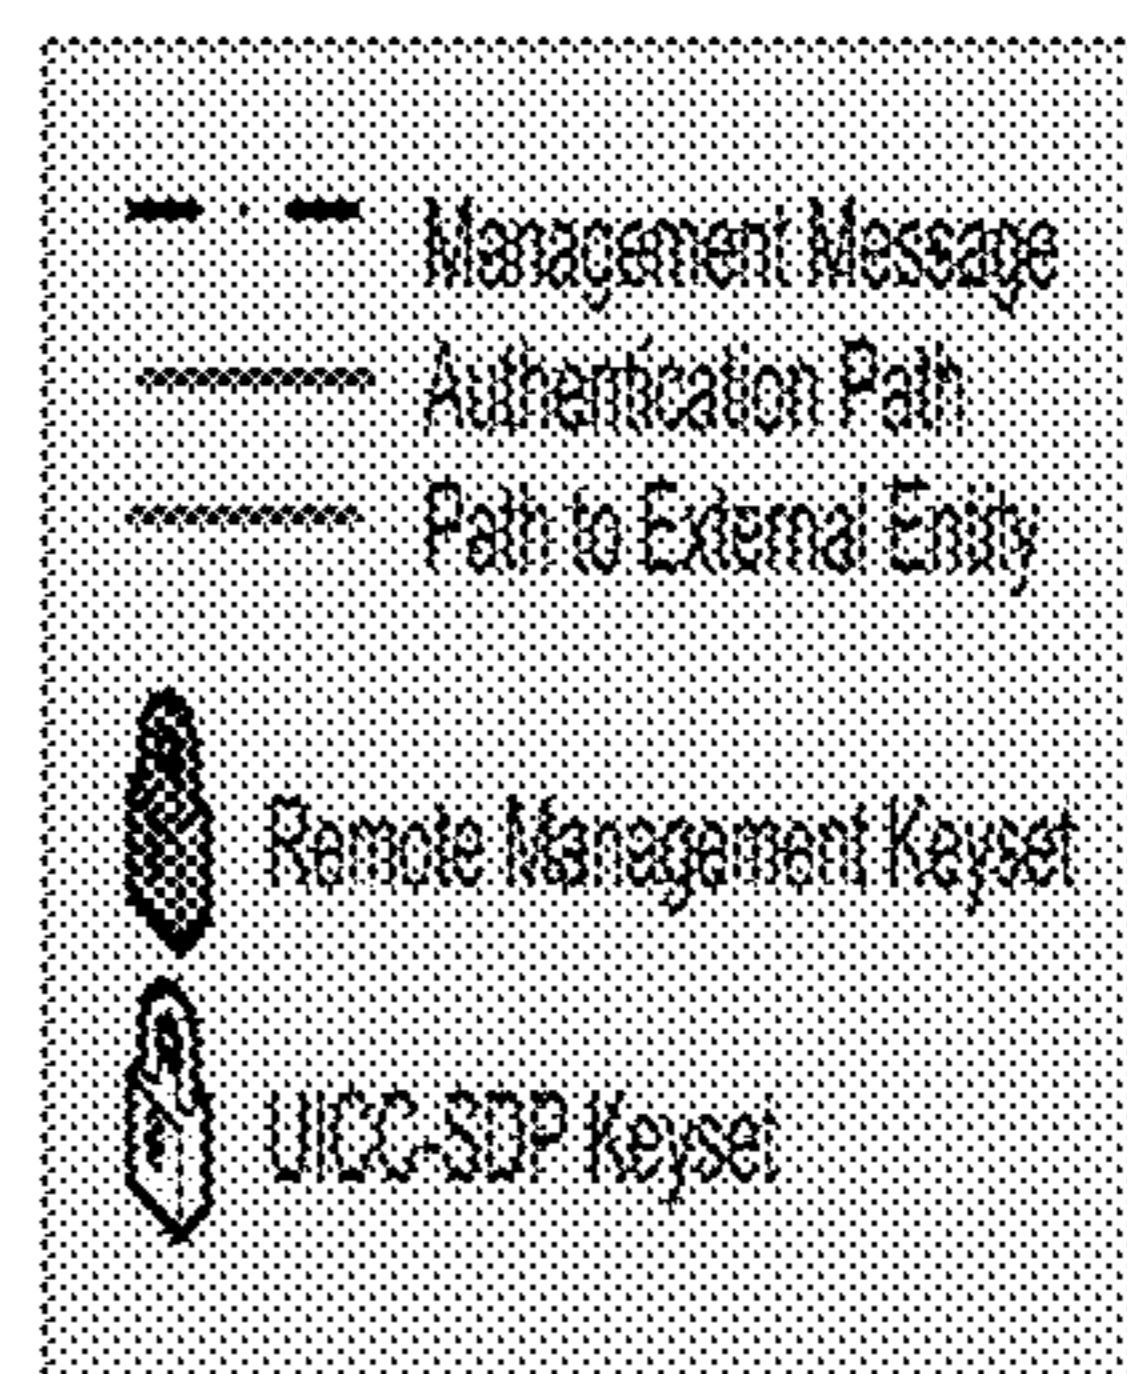 Management Message
Authentication Path
Path to External Entity
Remote Management Keyset
UICC-SDP Keyset